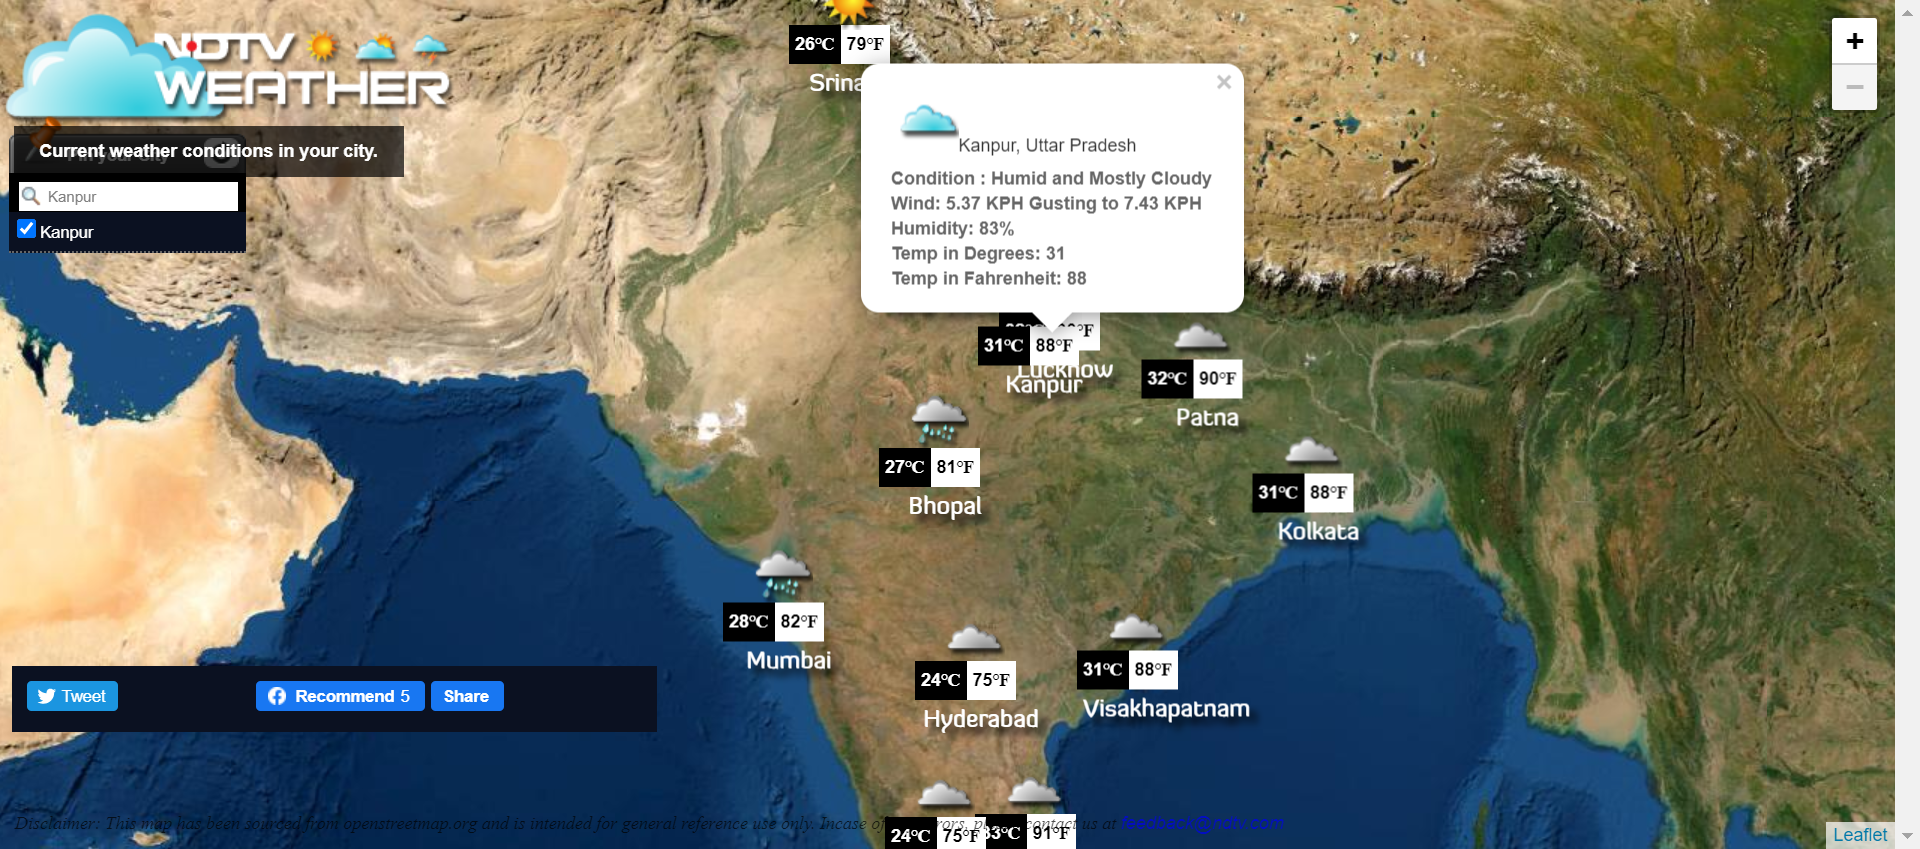 NDTV
WEATHER
Current weather conditions in your city.
Kanpur
Kanpur
26°C 79°F
Srina
×
Kanpur, Uttar Pradesh
Condition : Humid and Mostly Cloudy
Wind: 5.37 KPH Gusting to 7.43 KPH
Humidity: 83%
Temp in Degrees: 31
Temp in Fahrenheit: 88
+
−
31°C 88°F
Lucknow
Kanpur
32°C 90°F
Patna
27°C 81°F
Bhopal
31°C 88°F
Kolkata
28°C 82°F
Mumbai
24°C 75°F
Hyderabad
31°C 88°F
Visakhapatnam
Tweet
Recommend 5
Share
Disclaimer: This map has been sourced from openstreetmap.org and is intended for general reference use only. Incase of contact us at feedback@ndtv.com
24°C 75°F
33°C 91°F
Leaflet